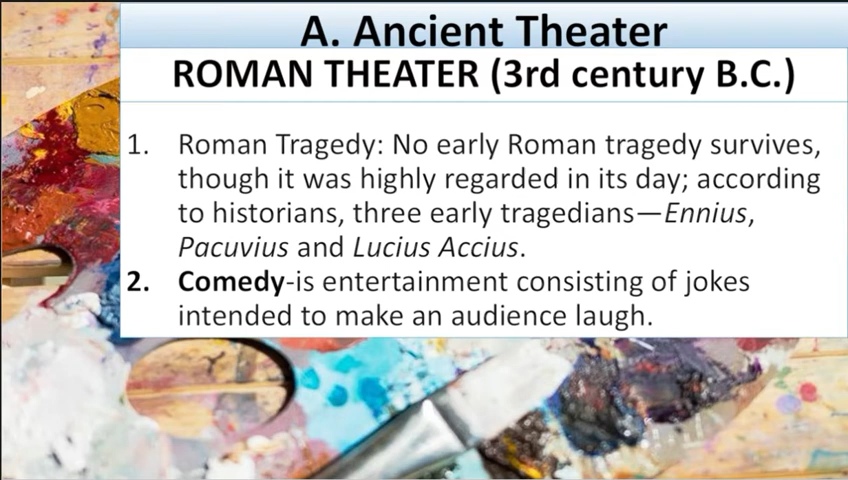 A. Ancient Theater
ROMAN THEATER (3rd century B.C.)
1. Roman Tragedy: No early Roman tragedy survives,
though it was highly regarded in its day; according
to historians, three early tragedians—Ennius,
Pacuvius and Lucius Accius.
2. Comedy-is entertainment consisting of jokes
intended to make an audience laugh.